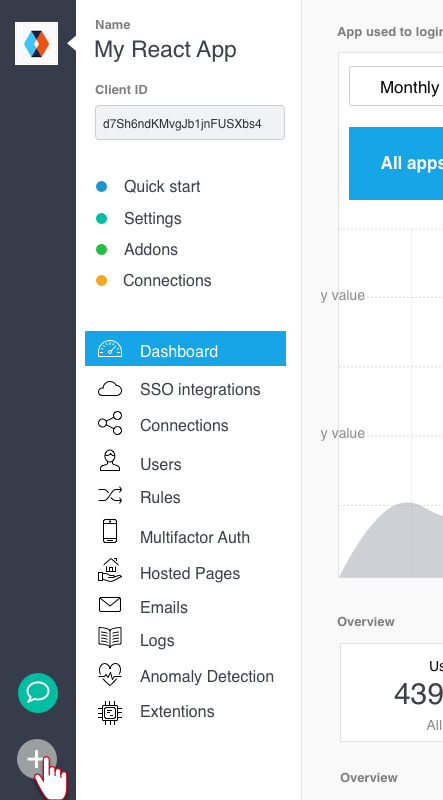 Name
My React App
Client ID
d7Sh6ndKMvgJb1jnFUSXbs4
Quick start
Settings
Addons
Connections
Dashboard
SSO integrations
Connections
Users
Rules
Multifactor Auth
Hosted Pages
Emails
Logs
Anomaly Detection
Extentions
App used to login
Monthly
All apps
y value
y value
Overview
Us
439
All
Overview